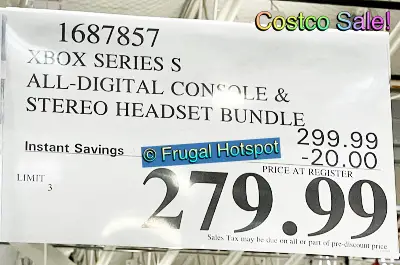 Costco Sale!
1687857
XBOX SERIES S
ALL-DIGITAL CONSOLE &
STEREO HEADSET BUNDLE
299.99
Instant Savings
-20.00
© Frugal Hotspot
PRICE AT REGISTER
LIMIT
3
279.99
Sales Tax may be due on all or part of pre-discount price